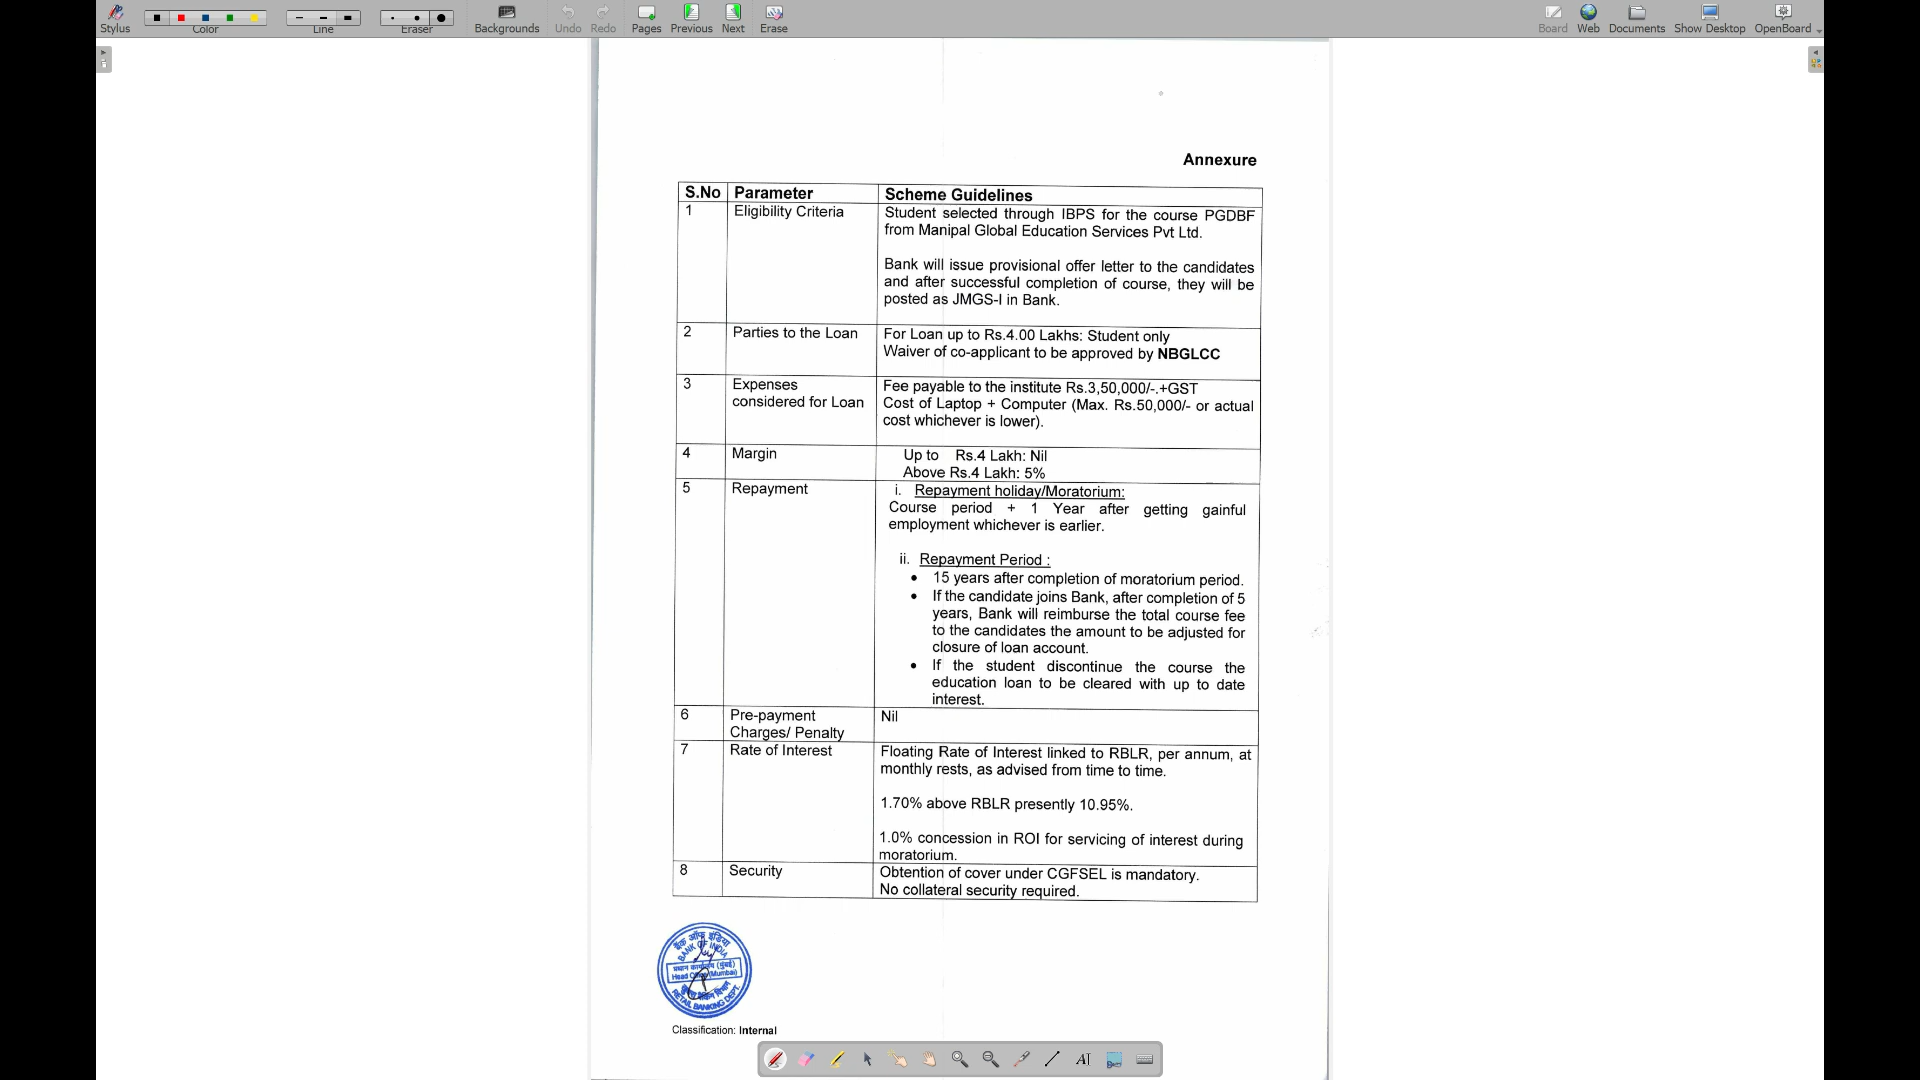 Stylus
Color
Line
Eraser
Backgrounds
Undo
Redo
Pages
Previous
Next
Erase
Board
Web
Documents
Show Desktop
OpenBoard
Annexure
S.No Parameter Scheme Guidelines
1 Eligibility Criteria Student selected through IBPS for the course PGDBF
from Manipal Global Education Services Pvt Ltd.
Bank will issue provisional offer letter to the candidates
and after successful completion of course, they will be
posted as JMGS-I in Bank.
2 Parties to the Loan For Loan up to Rs.4.00 Lakhs: Student only
Waiver of co-applicant to be approved by NBGLCC
3 Expenses Fee payable to the institute Rs.3,50,000/-.+GST
considered for Loan Cost of Laptop + Computer (Max. Rs.50,000/- or actual
cost whichever is lower).
4 Margin Up to Rs.4 Lakh: Nil
Above Rs.4 Lakh: 5%
5 Repayment i. Repayment holiday/Moratorium:
Course period + 1 Year after getting gainful
employment whichever is earlier.
ii. Repayment Period :
• 15 years after completion of moratorium period.
• If the candidate joins Bank, after completion of 5
years, Bank will reimburse the total course fee
to the candidates the amount to be adjusted for
closure of loan account.
• If the student discontinue the course the
education loan to be cleared with up to date
interest.
6 Pre-payment Nil
Charges/ Penalty
7 Rate of Interest Floating Rate of Interest linked to RBLR, per annum, at
monthly rests, as advised from time to time.
1.70% above RBLR presently 10.95%.
1.0% concession in ROI for servicing of interest during
moratorium.
8 Security Obtention of cover under CGFSEL is mandatory.
No collateral security required.
बैंक ऑफ इंडिया
BANK OF INDIA
प्रधान कार्यालय (मुंबई)
Head Office (Mumbai)
RETAIL BANKING DEPT.
Classification: Internal